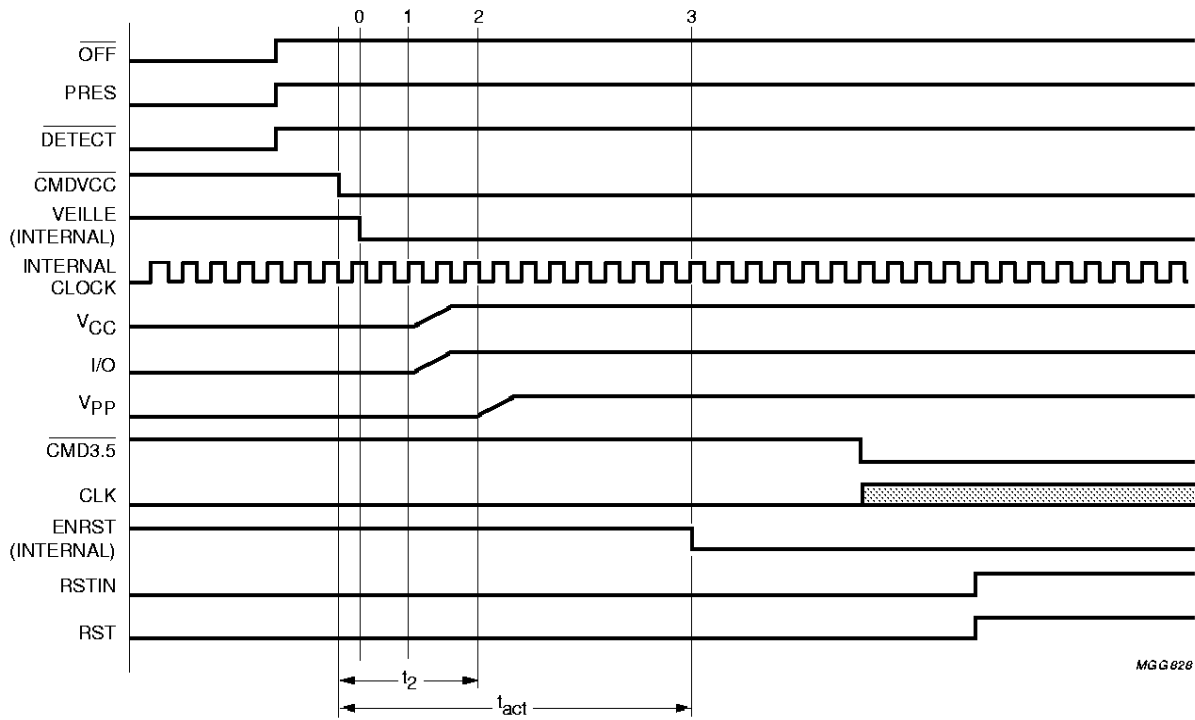 0 1 2 3
OFF
PRES
DETECT
CMDVCC
VEILLE
(INTERNAL)
INTERNAL
CLOCK
VCC
I/O
VPP
CMD3.5
CLK
ENRST
(INTERNAL)
RSTIN
RST
MGG828
t2
tact